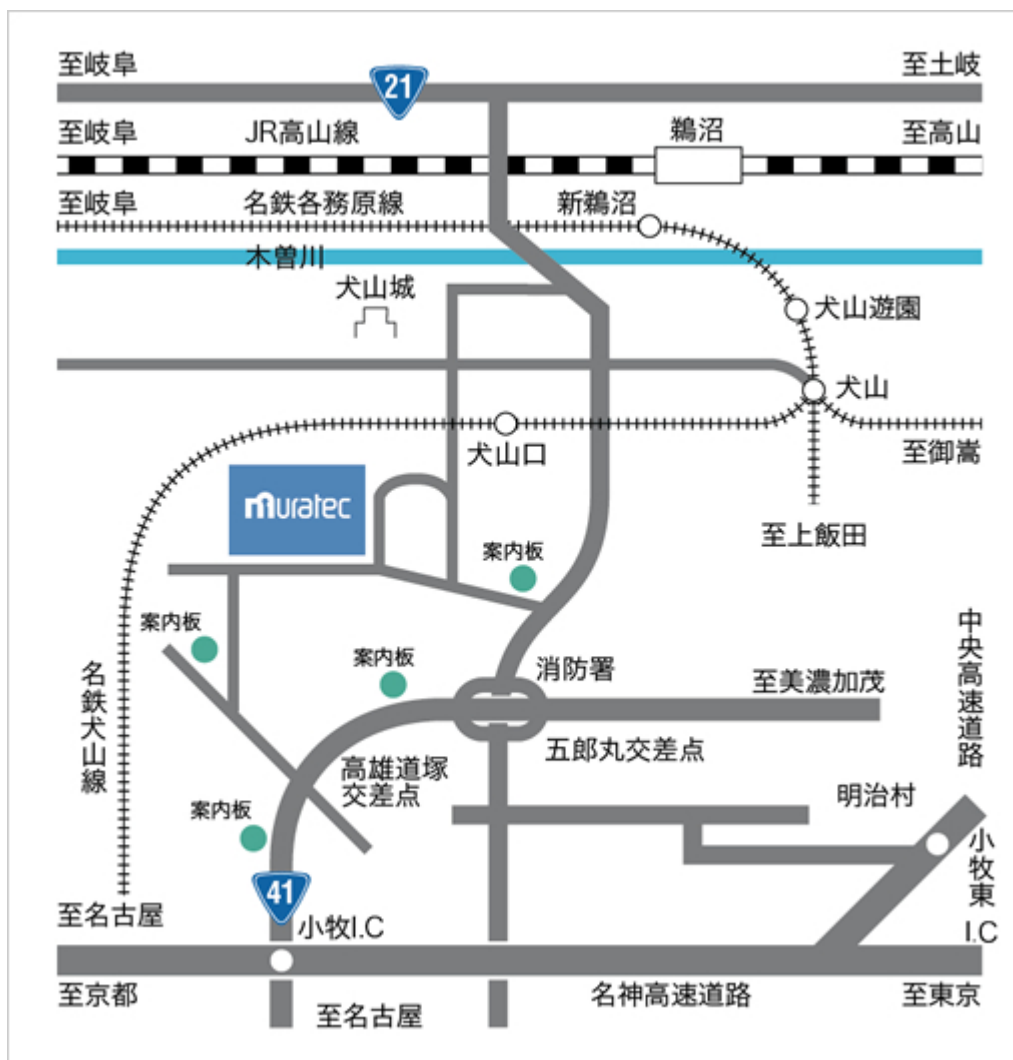 至岐阜
至土岐
21
至岐阜
JR高山線
鵜沼
至高山
至岐阜
名鉄各務原線
新鵜沼
木曽川
犬山城
犬山遊園
犬山
犬山口
至御嵩
muratec
至上飯田
案内板
案内板
案内板
消防署
至美濃加茂
中央高速道路
名鉄犬山線
五郎丸交差点
高雄道塚
交差点
明治村
案内板
小牧東
I.C
41
至名古屋
小牧I.C
至京都
名神高速道路
至東京
至名古屋